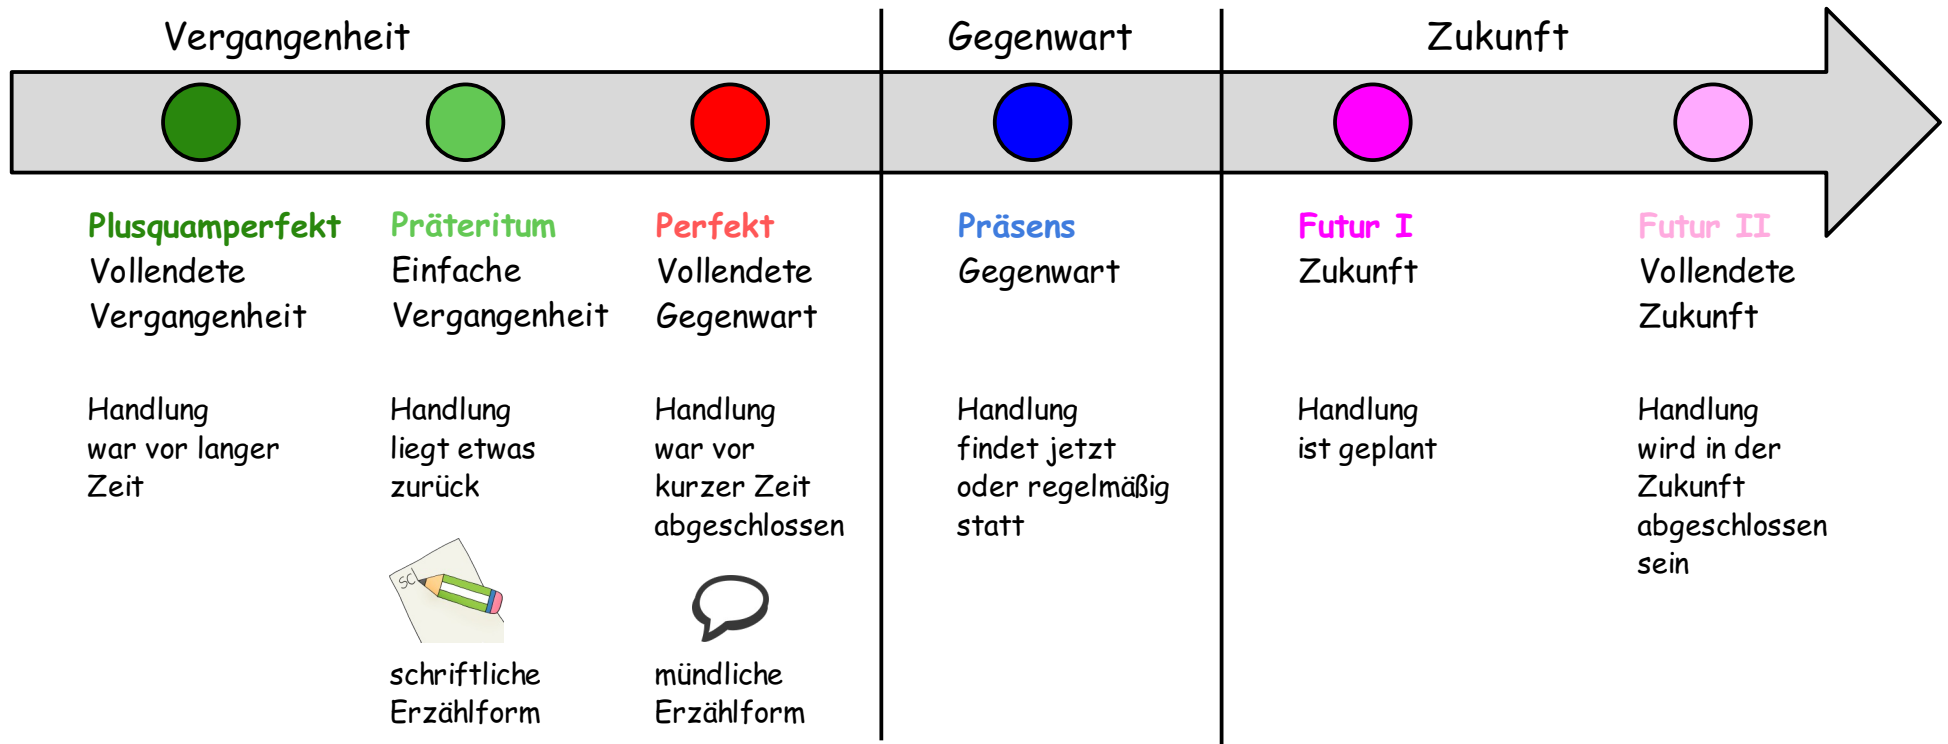 Vergangenheit
Gegenwart
Zukunft
Plusquamperfekt
Vollendete
Vergangenheit
Handlung
war vor langer
Zeit
Präteritum
Einfache
Vergangenheit
Handlung
liegt etwas
zurück
SC
schriftliche
Erzählform
Perfekt
Vollendete
Gegenwart
Handlung
war vor
kurzer Zeit
abgeschlossen
mündliche
Erzählform
Präsens
Gegenwart
Handlung
findet jetzt
oder regelmäßig
statt
Futur I
Zukunft
Handlung
ist geplant
Futur II
Vollendete
Zukunft
Handlung
wird in der
Zukunft
abgeschlossen
sein